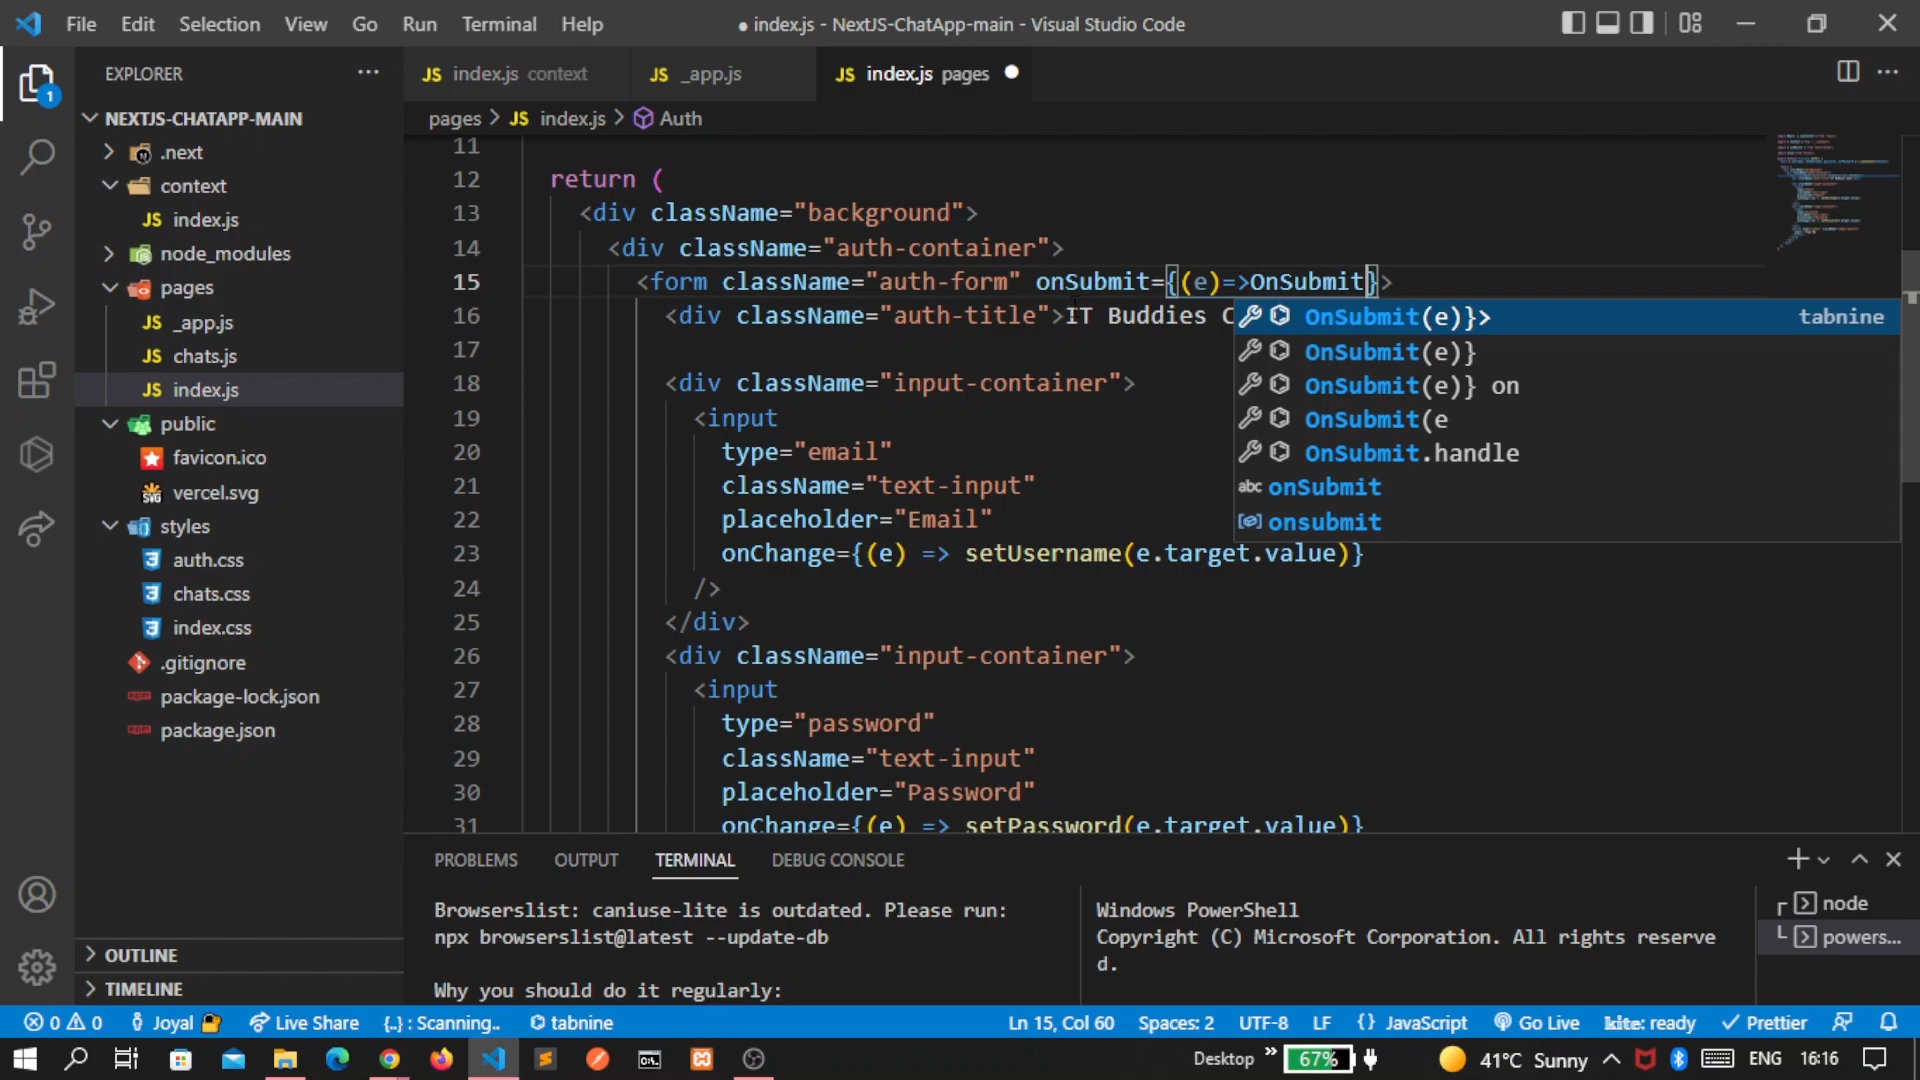 File Edit Selection View Go Run Terminal Help
● index.js - NextJS-ChatApp-main - Visual Studio Code
EXPLORER
JS index.js context
JS _app.js
JS index.js pages
pages > JS index.js > Auth
1
NEXTJS-CHATAPP-MAIN
.next
context
JS index.js
node_modules
pages
JS _app.js
JS chats.js
JS index.js
public
favicon.ico
vercel.svg
styles
auth.css
chats.css
index.css
.gitignore
package-lock.json
package.json
OUTLINE
TIMELINE
11
12 return (
13 <div className="background">
14 <div className="auth-container">
15 <form className="auth-form" onSubmit={(e)=>OnSubmit}>
16 <div className="auth-title">IT Buddies C
17
18 <div className="input-container">
19 <input
20 type="email"
21 className="text-input"
22 placeholder="Email"
23 onChange={(e) => setUsername(e.target.value)}
24 />
25 </div>
26 <div className="input-container">
27 <input
28 type="password"
29 className="text-input"
30 placeholder="Password"
31 onChange={(e) => setPassword(e.target.value)}
OnSubmit(e)}> tabnine
OnSubmit(e)}
OnSubmit(e)} on
OnSubmit(e
OnSubmit.handle
abc onSubmit
onsubmit
PROBLEMS OUTPUT TERMINAL DEBUG CONSOLE
Browserslist: caniuse-lite is outdated. Please run:
npx browserslist@latest --update-db
Why you should do it regularly:
Windows PowerShell
Copyright (C) Microsoft Corporation. All rights reserve
d.
node
powers...
0 0 Joyal Live Share {..} : Scanning.. tabnine
Ln 15, Col 60 Spaces: 2 UTF-8 LF {} JavaScript Go Live kite: ready Prettier
Desktop » 67% 41°C Sunny ENG 16:16